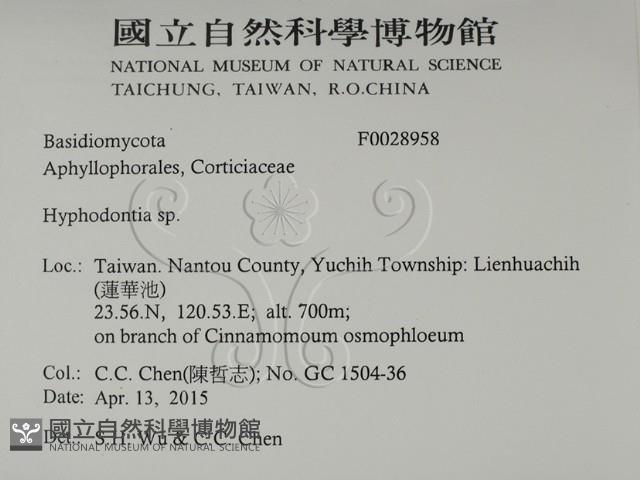 國立自然科學博物館
NATIONAL MUSEUM OF NATURAL SCIENCE
TAICHUNG, TAIWAN, R.O.CHINA
Basidiomycota F0028958
Aphyllophorales, Corticiaceae
Hyphodontia sp.
Loc.: Taiwan. Nantou County, Yuchih Township: Lienhuachih
(蓮華池)
23.56.N, 120.53.E; alt. 700m;
on branch of Cinnamomoum osmophloeum
Col.: C.C. Chen(陳哲志); No. GC 1504-36
Date: Apr. 13, 2015
Det.: S.H. Wu & C.C. Chen
國立自然科學博物館
NATIONAL MUSEUM OF NATURAL SCIENCE